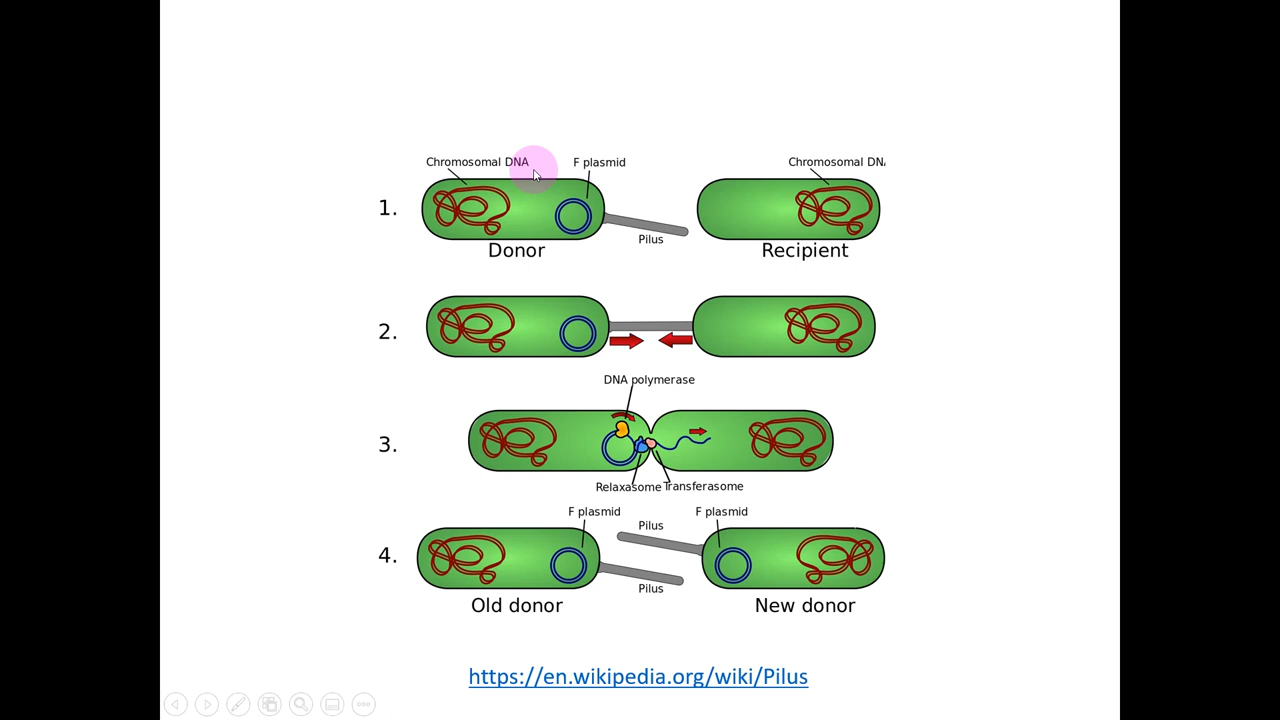 Chromosomal DNA
F plasmid
Chromosomal DN
1.
Pilus
Donor
Recipient
2.
DNA polymerase
3.
Relaxasome
Transferasome
F plasmid
Pilus
F plasmid
4.
Pilus
Old donor
New donor
https://en.wikipedia.org/wiki/Pilus